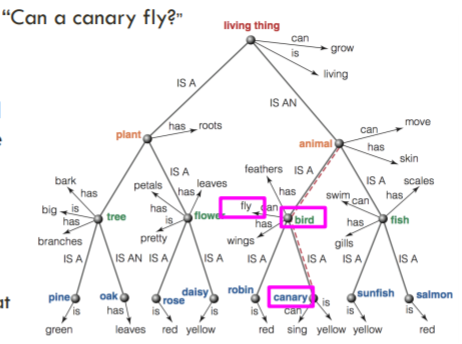 “Can a canary fly?”
living thing
can
grow
is
living
IS A
IS AN
plant
has
roots
animal
can
move
has
skin
bark
has
big
is
has
tree
branches
petals
has
IS A
has
leaves
is
flower
pretty
feathers
IS A
has
fly
can
bird
has
wings
IS A
scales
has
swim
can
has
fish
gills
IS A
IS AN
IS A
IS A
IS A
IS A
IS A
IS A
pine
oak
rose
daisy
robin
canary
sunfish
salmon
at
is
has
is
is
is
can
is
is
is
green
leaves
red
yellow
red
sing
yellow
yellow
red